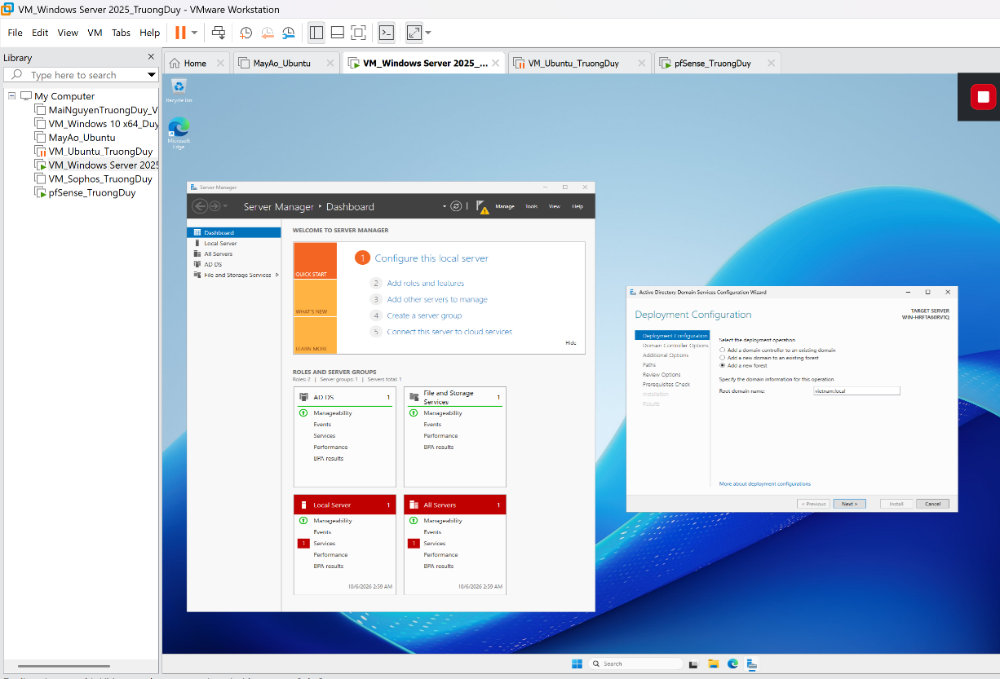 VM_Windows Server 2025_TruongDuy - VMware Workstation
File Edit View VM Tabs Help
Library
Type here to search
My Computer
MaiNguyenTruongDuy_V
VM_Windows 10 x64_Duy
MayAo_Ubuntu
VM_Ubuntu_TruongDuy
VM_Windows Server 2025
VM_Sophos_TruongDuy
pfSense_TruongDuy
Home
MayAo_Ubuntu
VM_Windows Server 2025_...
VM_Ubuntu_TruongDuy
pfSense_TruongDuy
Recycle Bin
Microsoft
Edge
Server Manager
Server Manager • Dashboard
Manage Tools View Help
Dashboard
Local Server
All Servers
AD DS
File and Storage Services
WELCOME TO SERVER MANAGER
QUICK START
WHAT'S NEW
LEARN MORE
1 Configure this local server
2 Add roles and features
3 Add other servers to manage
4 Create a server group
5 Connect this server to cloud services
Hide
ROLES AND SERVER GROUPS
Roles: 2 | Server groups: 1 | Servers total: 1
AD DS 1
Manageability
Events
Services
Performance
BPA results
File and Storage
Services 1
Manageability
Events
Performance
BPA results
Local Server 1
Manageability
Events
1 Services
Performance
BPA results
10/6/2026 2:59 AM
All Servers 1
Manageability
Events
1 Services
Performance
BPA results
10/6/2026 2:59 AM
Active Directory Domain Services Configuration Wizard
Deployment Configuration
TARGET SERVER
WIN-HRFTA60RV1Q
Deployment Configuration
Domain Controller Options
Additional Options
Paths
Review Options
Prerequisites Check
Installation
Results
Select the deployment operation
Add a domain controller to an existing domain
Add a new domain to an existing forest
Add a new forest
Specify the domain information for this operation
Root domain name: vietnam.local
More about deployment configurations
< Previous Next > Install Cancel
Search